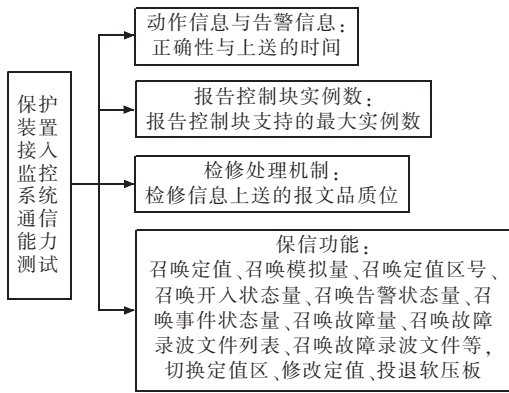 保护
装置
接入
监控
系统
通信
能力
测试
动作信息与告警信息：
正确性与上送的时间
报告控制块实例数：
报告控制块支持的最大实例数
检修处理机制：
检修信息上送的报文品质位
保信功能：
召唤定值、召唤模拟量、召唤定值区号、
召唤开入状态量、召唤告警状态量、召
唤事件状态量、召唤故障量、召唤故障
录波文件列表、召唤故障录波文件等，
切换定值区、修改定值、投退软压板